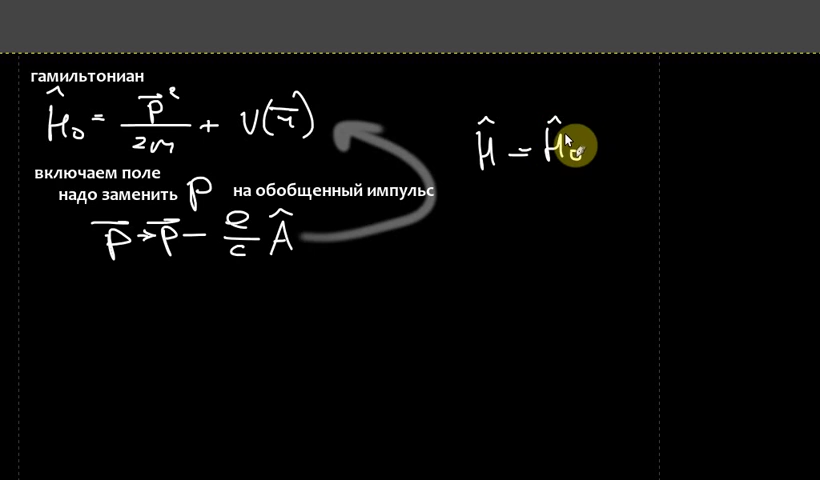 гамильтониан
Ĥ₀ = p⃗² / 2m + V(r⃗)
Ĥ = Ĥ₀
включаем поле
надо заменить p на обобщенный импульс
p⃗ → p⃗ − e/c Â